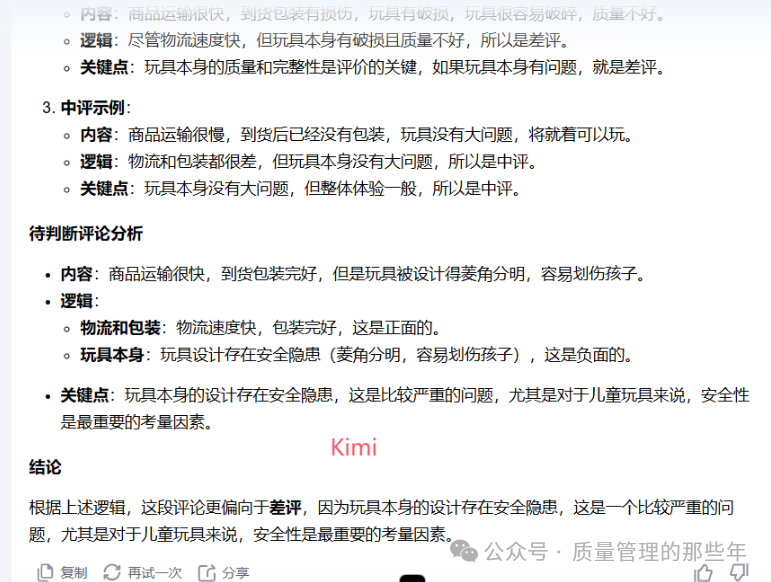 内容：商品运输很快，到货包装有损伤，玩具有破损，玩具很容易破碎，质量不好。
逻辑：尽管物流速度快，但玩具本身有破损且质量不好，所以是差评。
关键点：玩具本身的质量和完整性是评价的关键，如果玩具本身有问题，就是差评。
3. 中评示例：
内容：商品运输很慢，到货后已经没有包装，玩具没有大问题，将就着可以玩。
逻辑：物流和包装都很差，但玩具本身没有大问题，所以是中评。
关键点：玩具本身没有大问题，但整体体验一般，所以是中评。
待判断评论分析
内容：商品运输很快，到货包装完好，但是玩具被设计得菱角分明，容易划伤孩子。
逻辑：
物流和包装：物流速度快，包装完好，这是正面的。
玩具本身：玩具设计存在安全隐患（菱角分明，容易划伤孩子），这是负面的。
关键点：玩具本身的设计存在安全隐患，这是比较严重的问题，尤其是对于儿童玩具来说，安全性
是最重要的考量因素。
Kimi
结论
根据上述逻辑，这段评论更偏向于差评，因为玩具本身的设计存在安全隐患，这是一个比较严重的问
题，尤其是对于儿童玩具来说，安全性是最重要的考量因素。
公众号 · 质量管理的那些年
复制 再试一次 分享